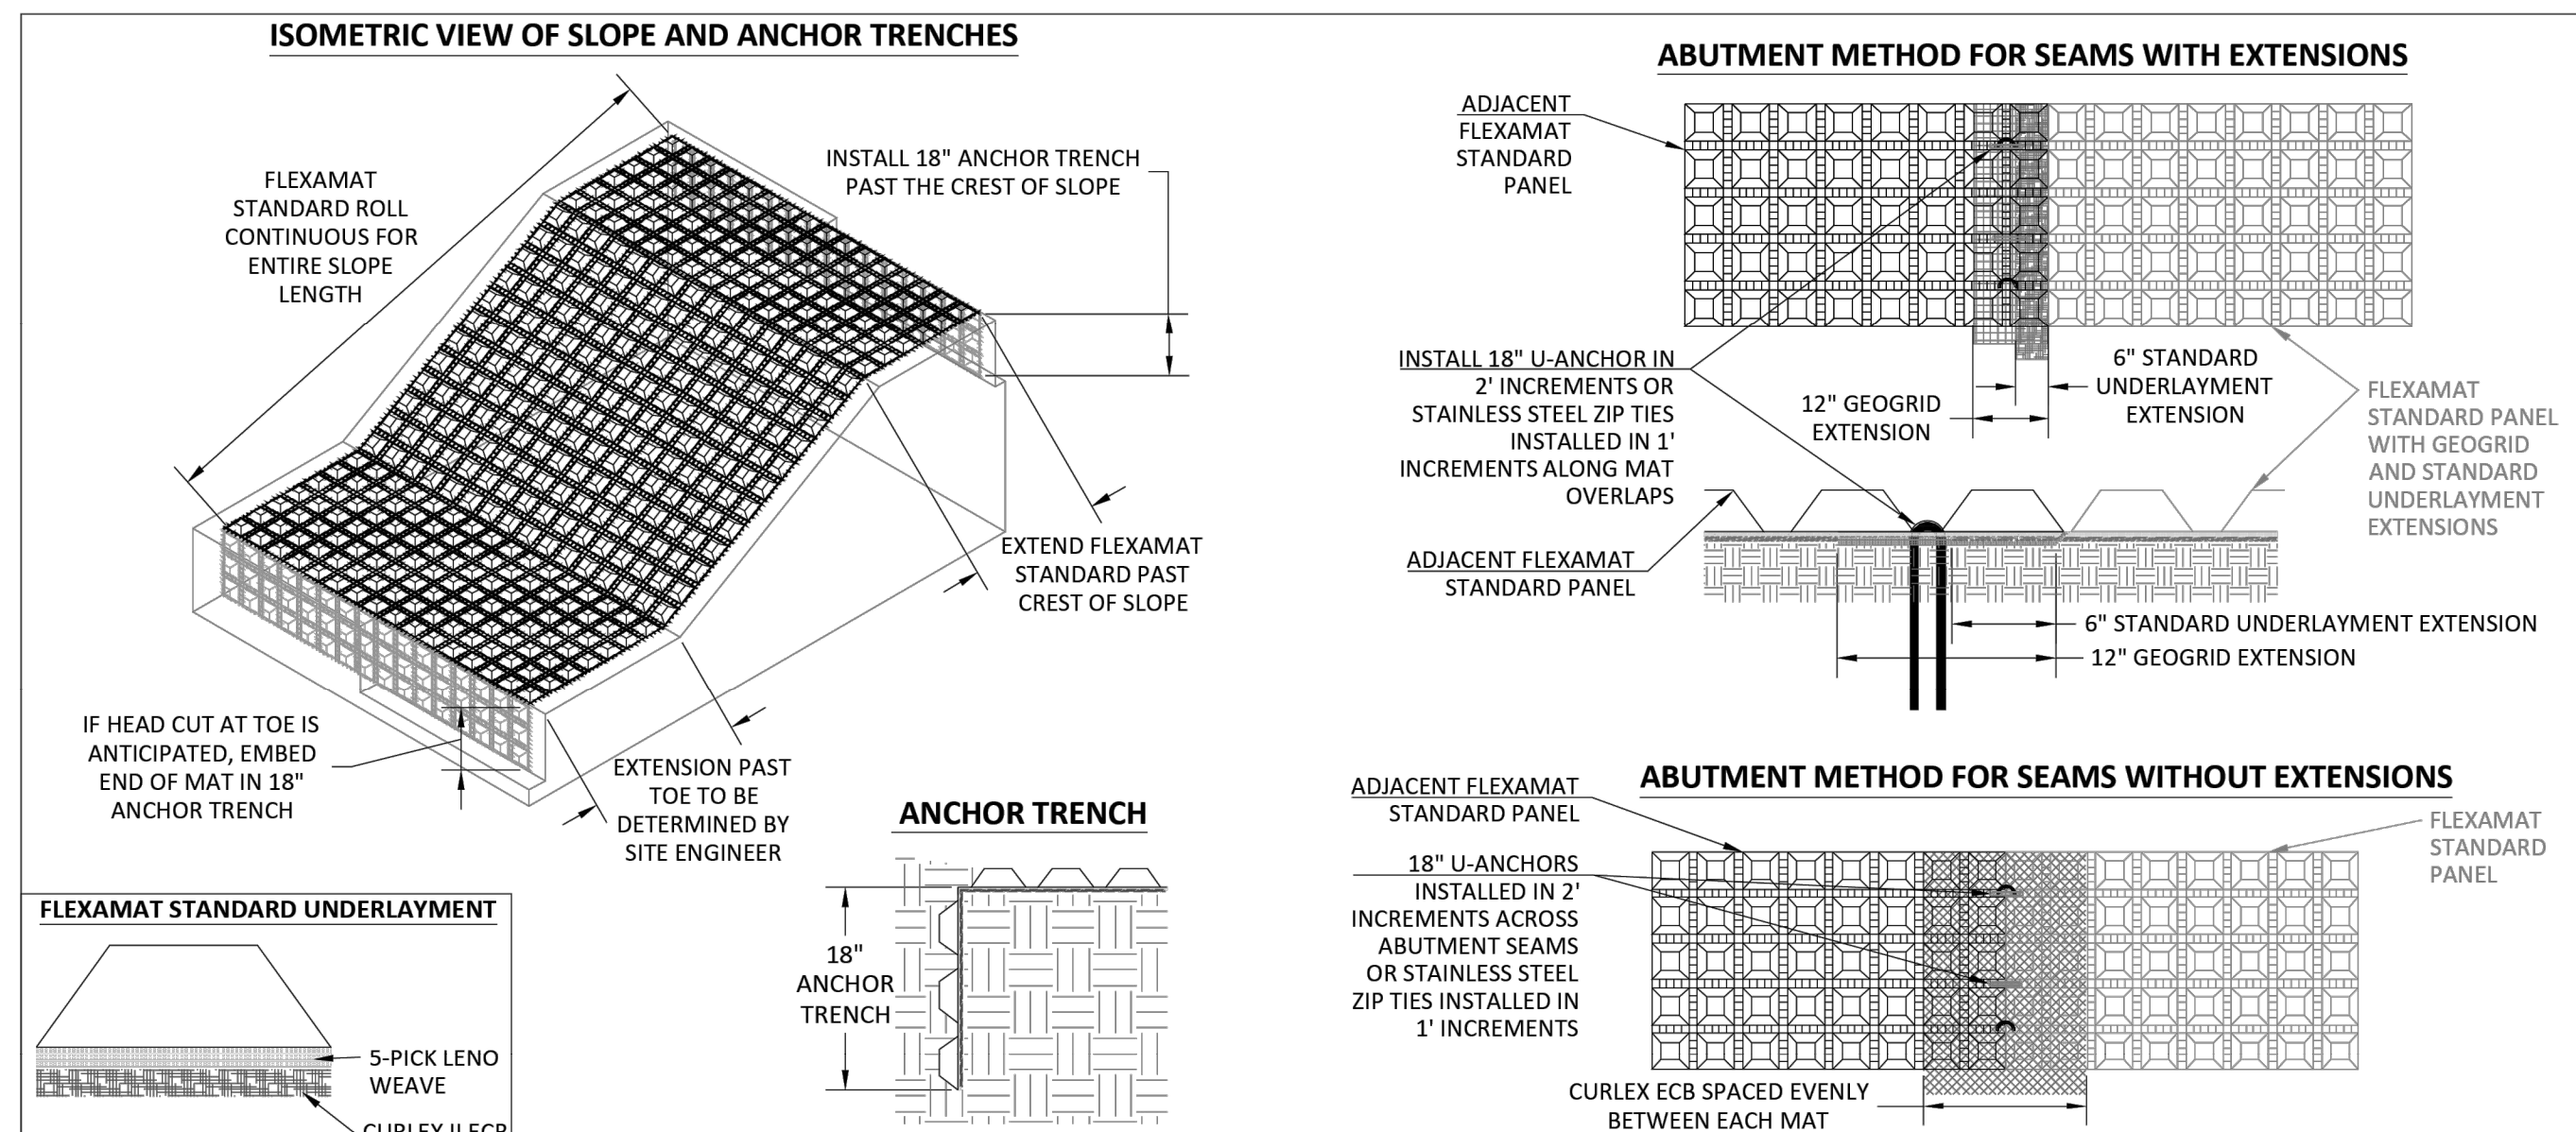 ISOMETRIC VIEW OF SLOPE AND ANCHOR TRENCHES
FLEXAMAT
STANDARD ROLL
CONTINUOUS FOR
ENTIRE SLOPE
LENGTH
INSTALL 18" ANCHOR TRENCH
PAST THE CREST OF SLOPE
EXTEND FLEXAMAT
STANDARD PAST
CREST OF SLOPE
IF HEAD CUT AT TOE IS
ANTICIPATED, EMBED
END OF MAT IN 18"
ANCHOR TRENCH
EXTENSION PAST
TOE TO BE
DETERMINED BY
SITE ENGINEER
ANCHOR TRENCH
18"
ANCHOR
TRENCH
FLEXAMAT STANDARD UNDERLAYMENT
5-PICK LENO
WEAVE
CURLEX II ECB
ABUTMENT METHOD FOR SEAMS WITH EXTENSIONS
ADJACENT
FLEXAMAT
STANDARD
PANEL
INSTALL 18" U-ANCHOR IN
2' INCREMENTS OR
STAINLESS STEEL ZIP TIES
INSTALLED IN 1'
INCREMENTS ALONG MAT
OVERLAPS
12" GEOGRID
EXTENSION
6" STANDARD
UNDERLAYMENT
EXTENSION
FLEXAMAT
STANDARD PANEL
WITH GEOGRID
AND STANDARD
UNDERLAYMENT
EXTENSIONS
ADJACENT FLEXAMAT
STANDARD PANEL
6" STANDARD UNDERLAYMENT EXTENSION
12" GEOGRID EXTENSION
ABUTMENT METHOD FOR SEAMS WITHOUT EXTENSIONS
ADJACENT FLEXAMAT
STANDARD PANEL
18" U-ANCHORS
INSTALLED IN 2'
INCREMENTS ACROSS
ABUTMENT SEAMS
OR STAINLESS STEEL
ZIP TIES INSTALLED IN
1' INCREMENTS
FLEXAMAT
STANDARD
PANEL
CURLEX ECB SPACED EVENLY
BETWEEN EACH MAT